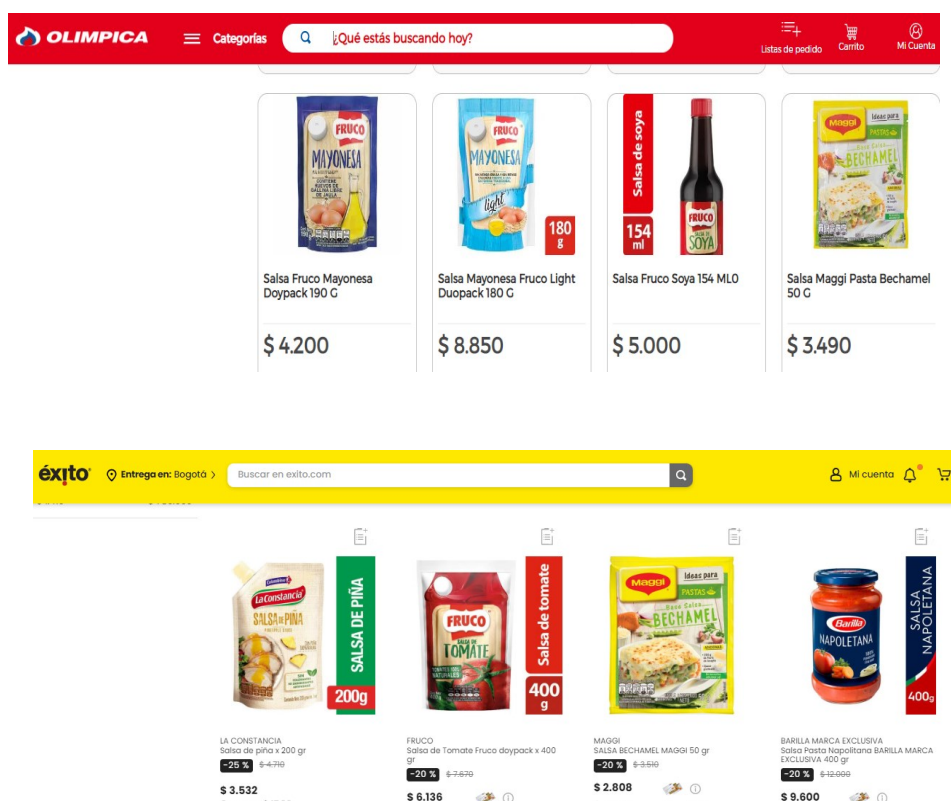 OLIMPICA
Categorías
¿Qué estás buscando hoy?
Listas de pedido
Carrito
Mi Cuenta
FRUCO
MAYONESA
FRUCO
MAYONESA
light
180
g
Salsa de soya
154
ml
FRUCO
SALSA DE
SOYA
Maggi
Ideas para
PASTAS
Base Salsa
BECHAMEL
Salsa Fruco Mayonesa
Doypack 190 G
$ 4.200
Salsa Mayonesa Fruco Light
Duopack 180 G
$ 8.850
Salsa Fruco Soya 154 ML0
$ 5.000
Salsa Maggi Pasta Bechamel
50 G
$ 3.490
éxito
Entrega en: Bogotá
Buscar en exito.com
Mi cuenta
LaConstancia
SALSA DE PIÑA
SALSA DE PIÑA
200g
FRUCO
SALSA DE
TOMATE
Salsa de tomate
400
g
Maggi
Ideas para
PASTAS
Base Salsa
BECHAMEL
Barilla
NAPOLETANA
SALSA
NAPOLETANA
400g
LA CONSTANCIA
Salsa de piña x 200 gr
-25 % $ 4.710
$ 3.532
FRUCO
Salsa de Tomate Fruco doypack x 400
gr
-20 % $ 7.670
$ 6.136
MAGGI
SALSA BECHAMEL MAGGI 50 gr
-20 % $ 3.510
$ 2.808
BARILLA MARCA EXCLUSIVA
Salsa Pasta Napolitana BARILLA MARCA
EXCLUSIVA 400 gr
-20 % $ 12.000
$ 9.600